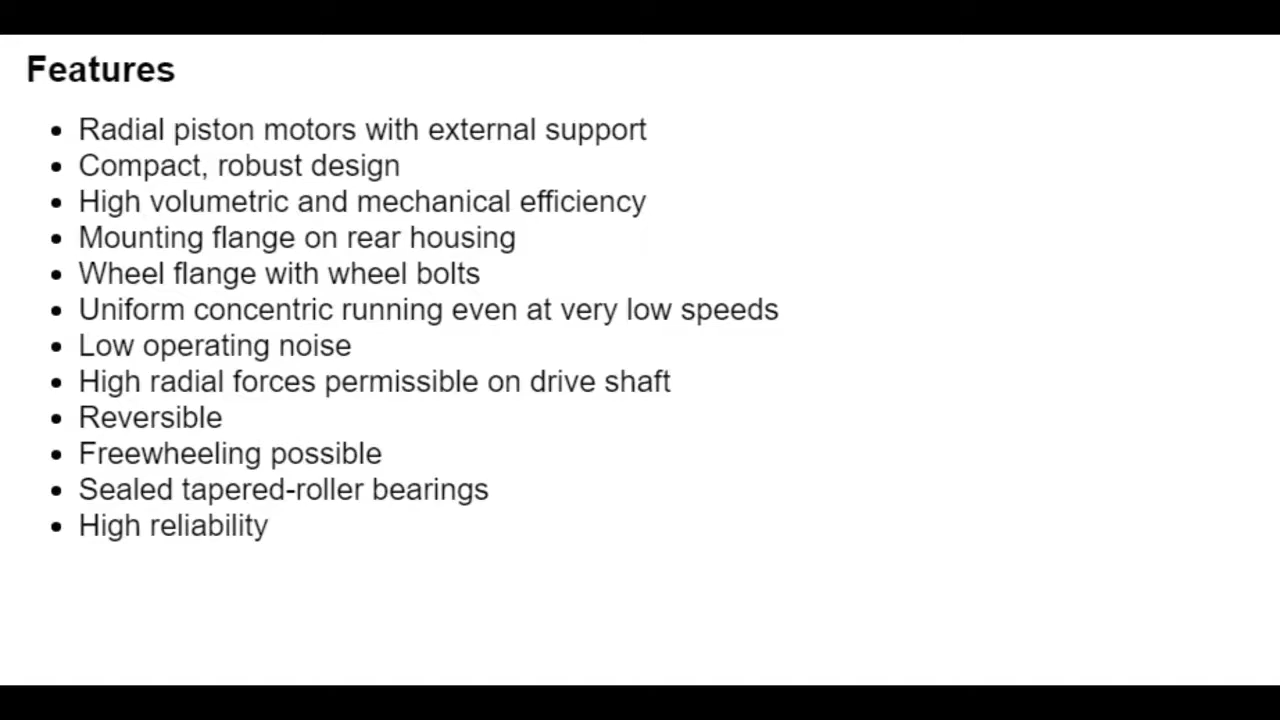 Features
• Radial piston motors with external support
• Compact, robust design
• High volumetric and mechanical efficiency
• Mounting flange on rear housing
• Wheel flange with wheel bolts
• Uniform concentric running even at very low speeds
• Low operating noise
• High radial forces permissible on drive shaft
• Reversible
• Freewheeling possible
• Sealed tapered-roller bearings
• High reliability